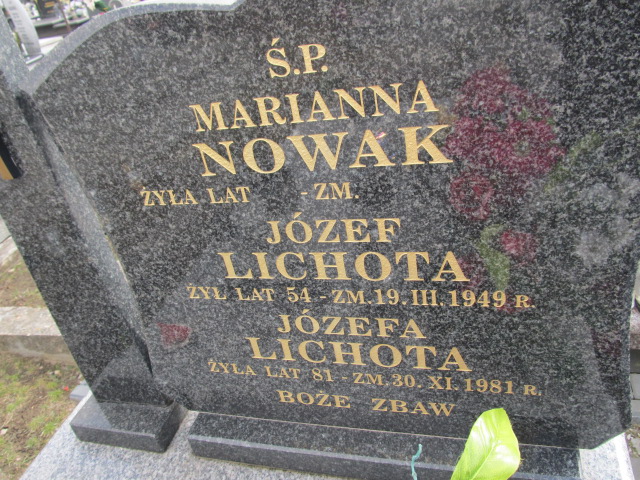 Ś.P.
MARIANNA
NOWAK
ŻYŁA LAT - ZM.
JÓZEF
LICHOTA
ŻYŁ LAT 54 - ZM. 19. III. 1949 R.
JÓZEFA
LICHOTA
ŻYŁA LAT 81 - ZM. 30. XI. 1981 R.
BOŻE ZBAW